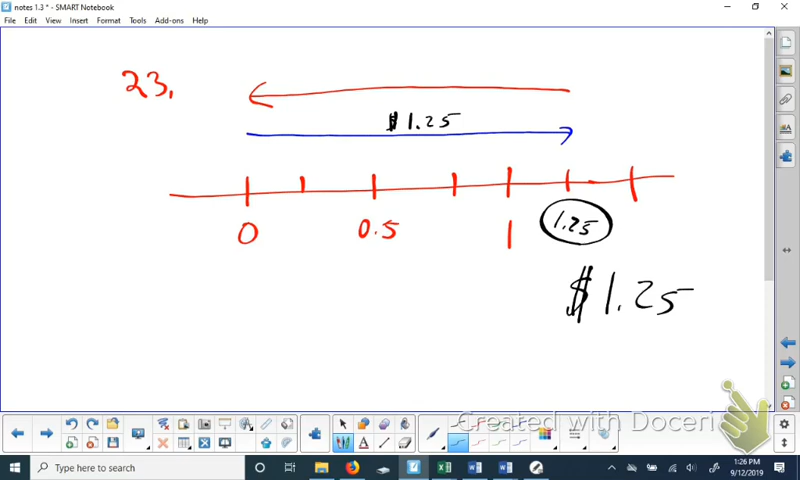 notes 1.3 * - SMART Notebook
File Edit View Insert Format Tools Add-ons Help
23.
$1.25
0 0.5 1 1.25
$1.25
Created with Doceri
Type here to search
1:26 PM
9/12/2019